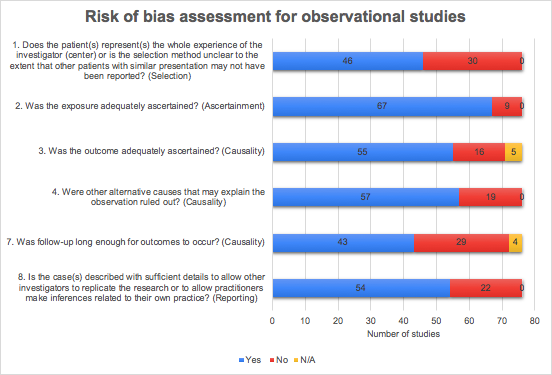 Risk of bias assessment for observational studies
1. Does the patient(s) represent(s) the whole experience of the
investigator (center) or is the selection method unclear to the
extent that other patients with similar presentation may not have
been reported? (Selection)
46 30 0
2. Was the exposure adequately ascertained? (Ascertainment)
67 9 0
3. Was the outcome adequately ascertained? (Causality)
55 16 5
4. Were other alternative causes that may explain the
observation ruled out? (Causality)
57 19 0
7. Was follow-up long enough for outcomes to occur? (Causality)
43 29 4
8. Is the case(s) described with sufficient details to allow other
investigators to replicate the research or to allow practitioners
make inferences related to their own practice? (Reporting)
54 22 0
0 10 20 30 40 50 60 70 80
Number of studies
Yes No N/A